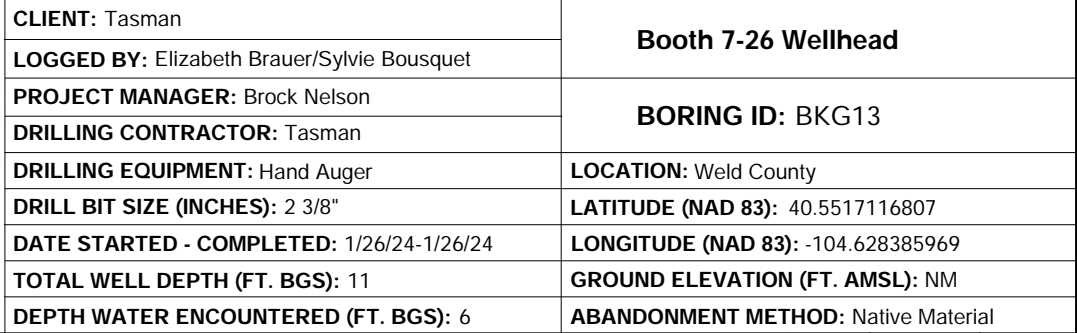 CLIENT: Tasman
LOGGED BY: Elizabeth Brauer/Sylvie Bousquet
Booth 7-26 Wellhead
PROJECT MANAGER: Brock Nelson
DRILLING CONTRACTOR: Tasman
BORING ID: BKG13
DRILLING EQUIPMENT: Hand Auger
LOCATION: Weld County
DRILL BIT SIZE (INCHES): 2 3/8"
LATITUDE (NAD 83): 40.5517116807
DATE STARTED - COMPLETED: 1/26/24-1/26/24
LONGITUDE (NAD 83): -104.628385969
TOTAL WELL DEPTH (FT. BGS): 11
GROUND ELEVATION (FT. AMSL): NM
DEPTH WATER ENCOUNTERED (FT. BGS): 6
ABANDONMENT METHOD: Native Material